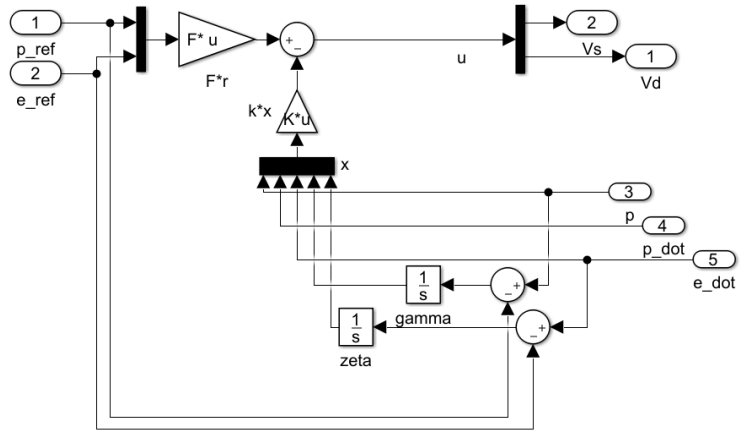 1
p_ref
2
e_ref
F* u
F*r
+
−
u
2
Vs
1
Vd
k*x
K*u
x
3
p
4
p_dot
5
e_dot
1
s
gamma
− +
1
s
zeta
− +